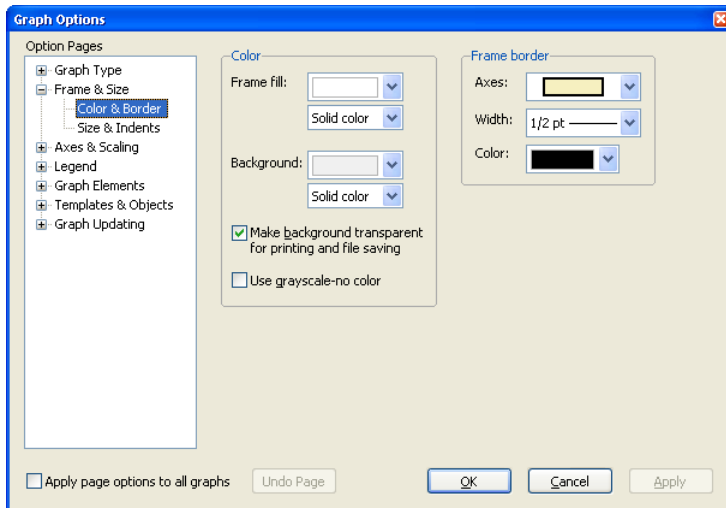 Graph Options
Option Pages
Graph Type
Frame & Size
Color & Border
Size & Indents
Axes & Scaling
Legend
Graph Elements
Templates & Objects
Graph Updating
Color
Frame fill:
Solid color
Background:
Solid color
Make background transparent
for printing and file saving
Use grayscale-no color
Frame border
Axes:
Width: 1/2 pt
Color:
Apply page options to all graphs
Undo Page
OK
Cancel
Apply